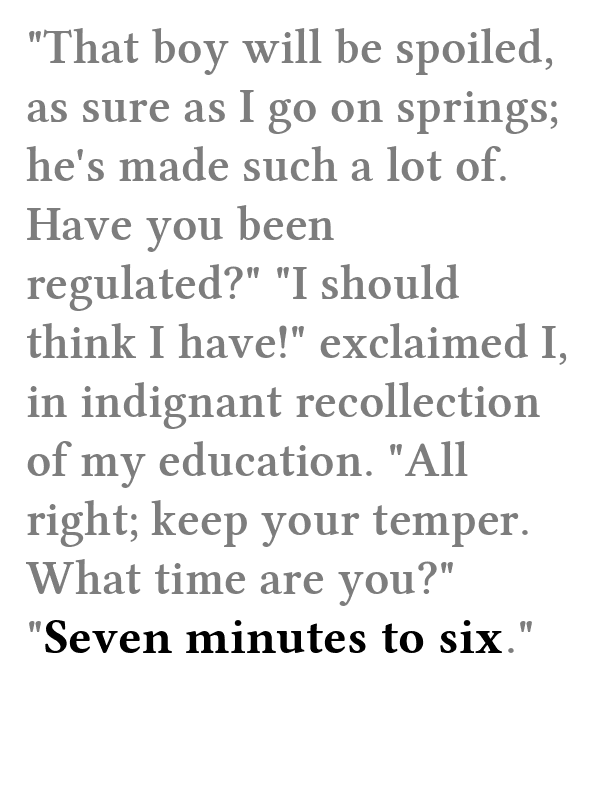 "That boy will be spoiled,
as sure as I go on springs;
he's made such a lot of.
Have you been
regulated?" "I should
think I have!" exclaimed I,
in indignant recollection
of my education. "All
right; keep your temper.
What time are you?"
"Seven minutes to six."